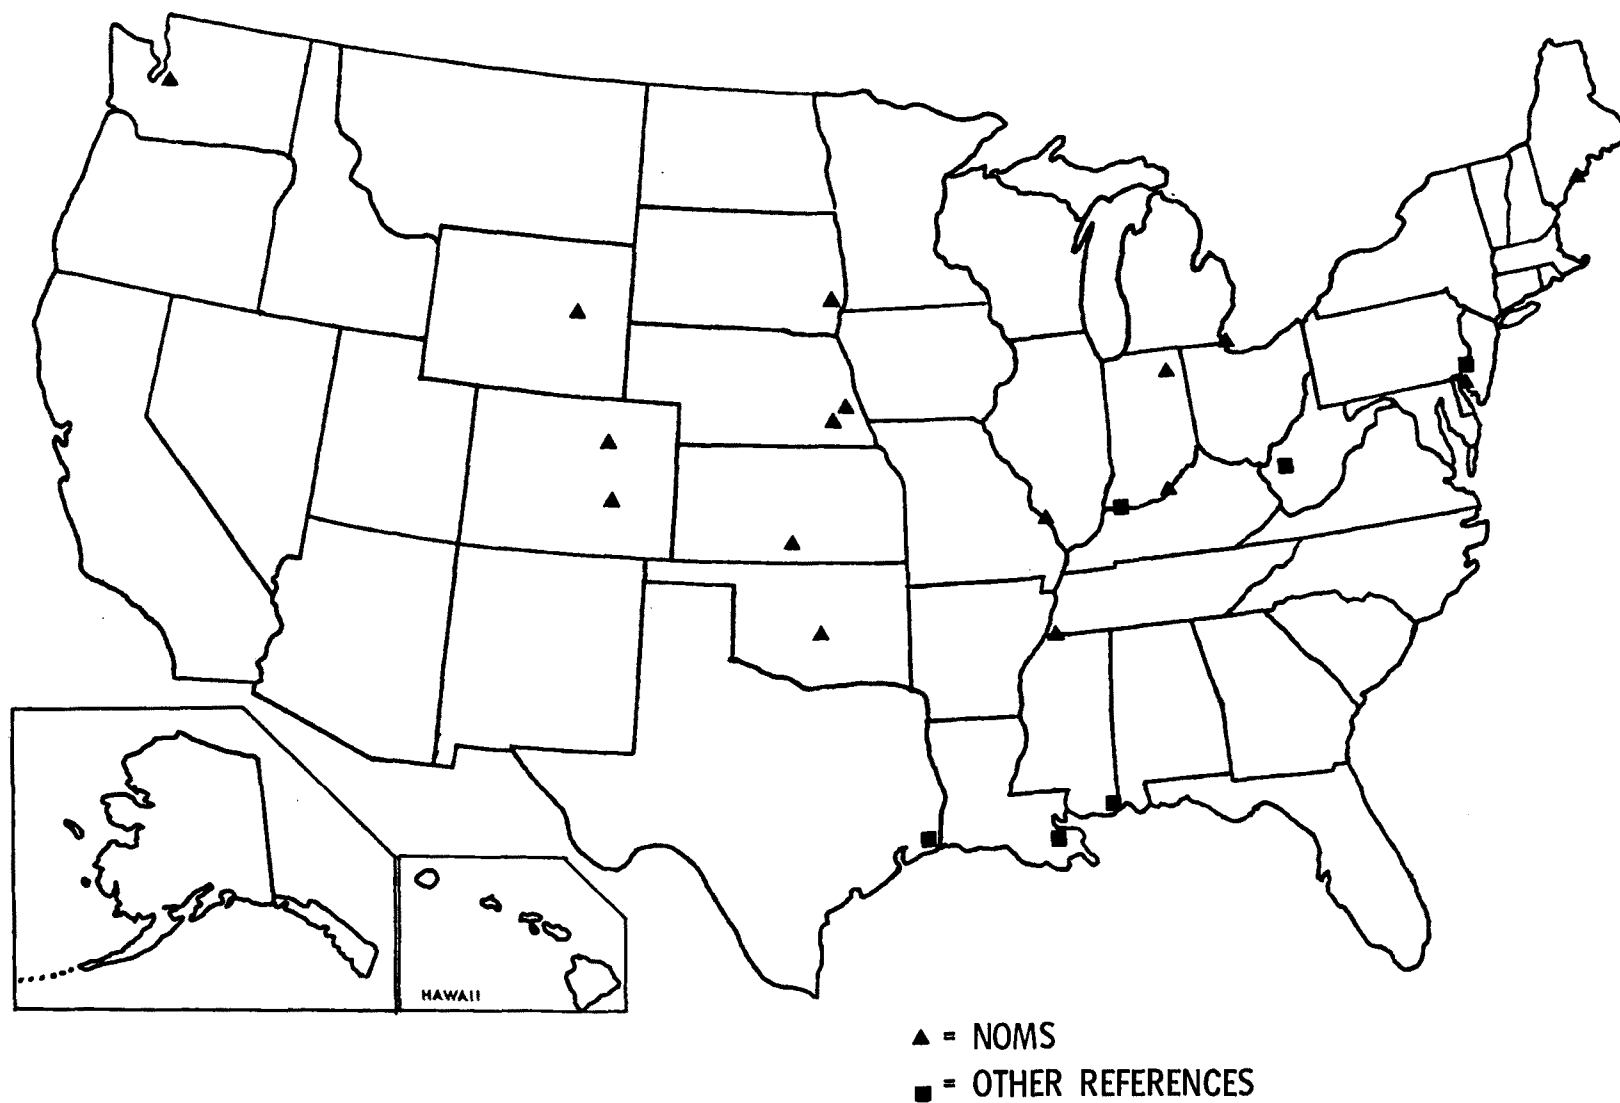 HAWAII
▲ = NOMS
■ = OTHER REFERENCES